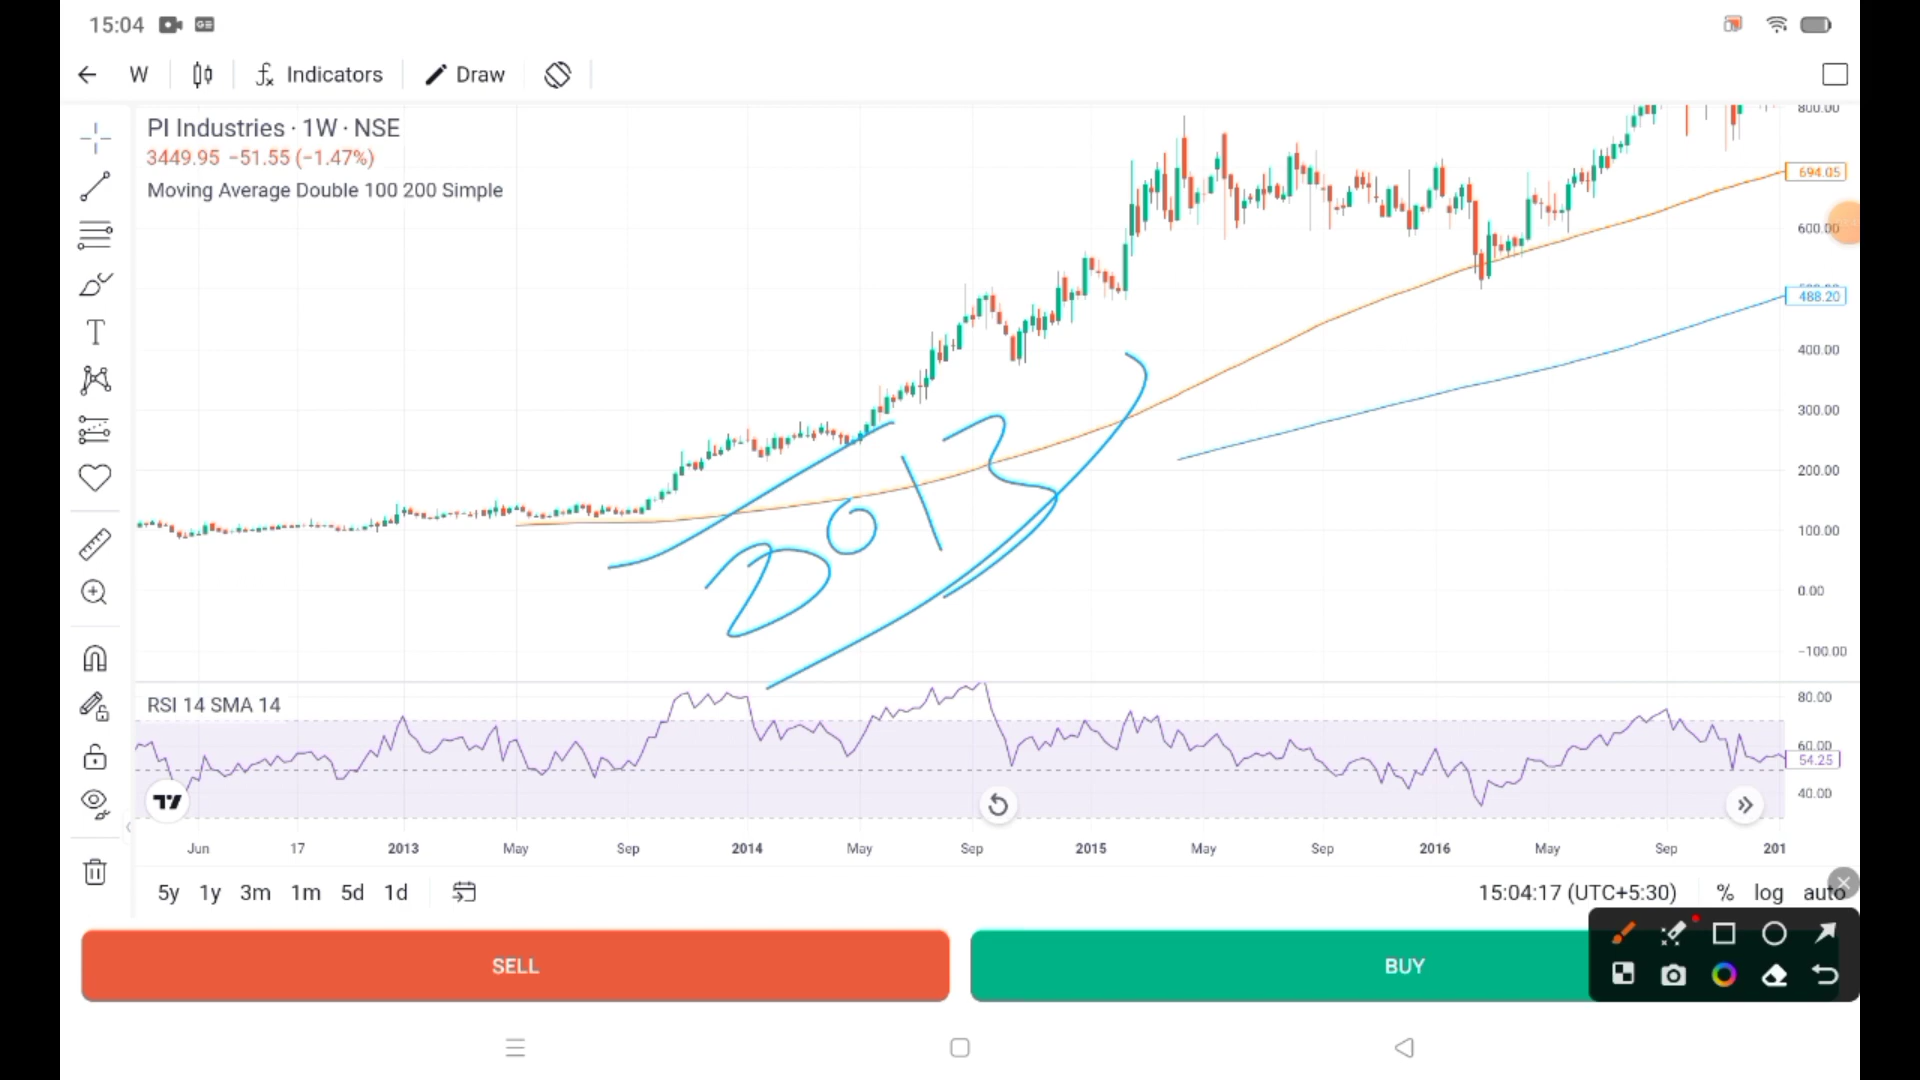 15:04
W Indicators Draw
PI Industries · 1W · NSE
3449.95 −51.55 (−1.47%)
Moving Average Double 100 200 Simple
800.00
694.05
600.00
488.20
400.00
300.00
200.00
100.00
0.00
−100.00
2013
RSI 14 SMA 14
80.00
60.00
54.25
40.00
Jun 17 2013 May Sep 2014 May Sep 2015 May Sep 2016 May Sep 201
5y 1y 3m 1m 5d 1d 15:04:17 (UTC+5:30) % log auto
SELL BUY